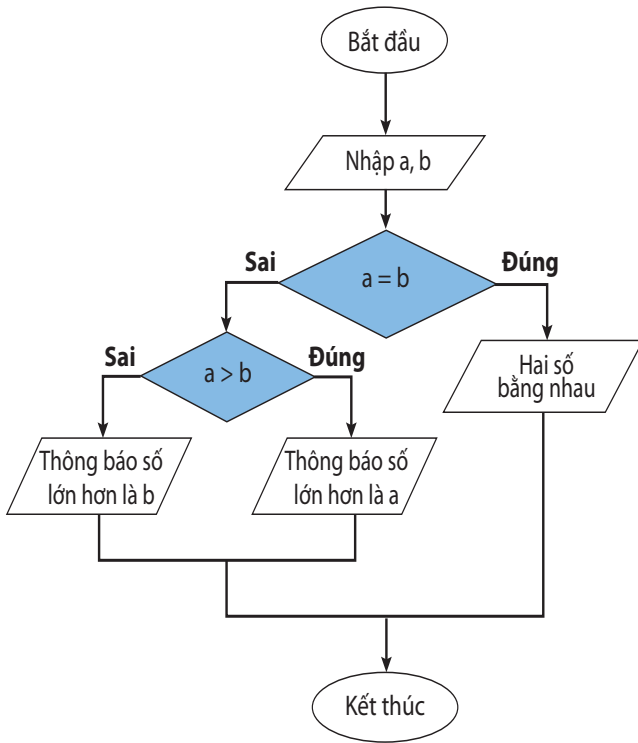 Bắt đầu
Nhập a, b
Sai
Đúng
a = b
Sai
Đúng
a > b
Hai số
bằng nhau
Thông báo số
lớn hơn là b
Thông báo số
lớn hơn là a
Kết thúc